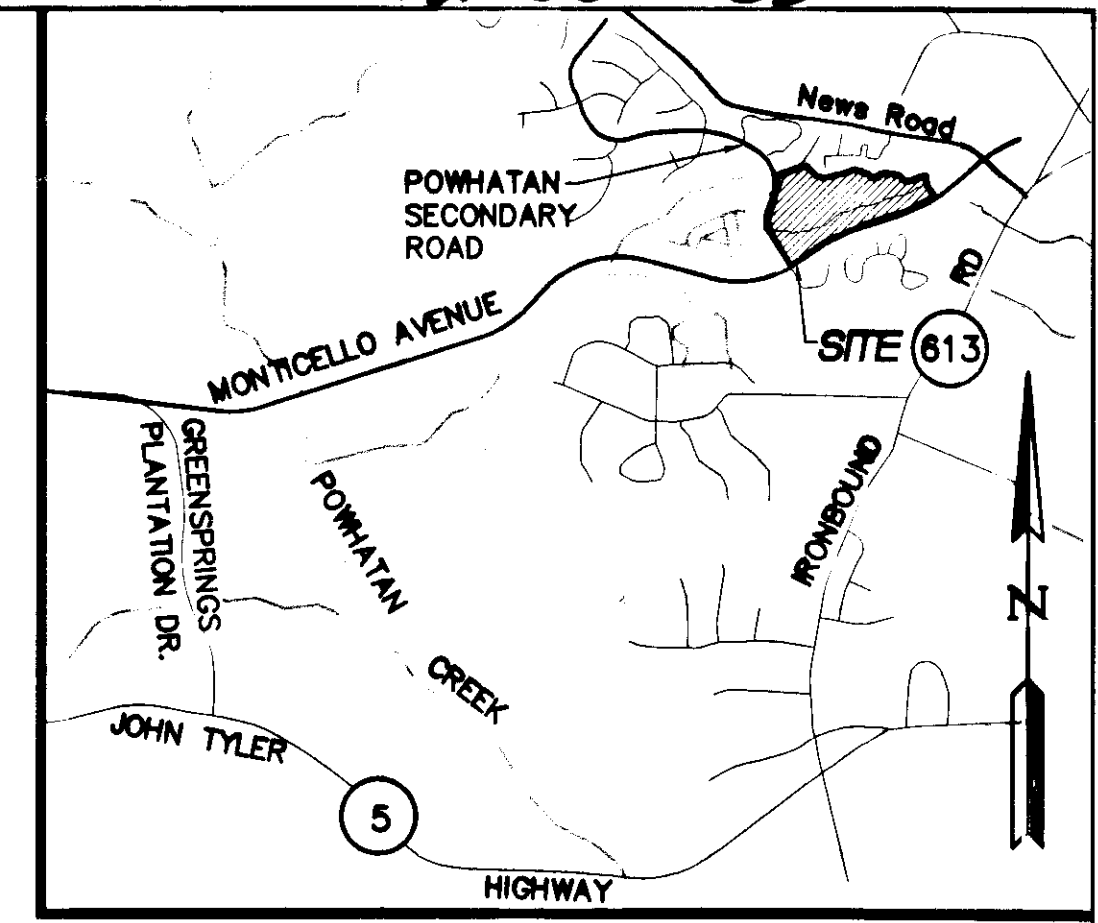 News Road
POWHATAN
SECONDARY
ROAD
RD
SITE
613
MONTICELLO AVENUE
GREENSPRINGS
PLANTATION DR.
POWHATAN
CREEK
IRONBOUND
N
JOHN TYLER
5
HIGHWAY